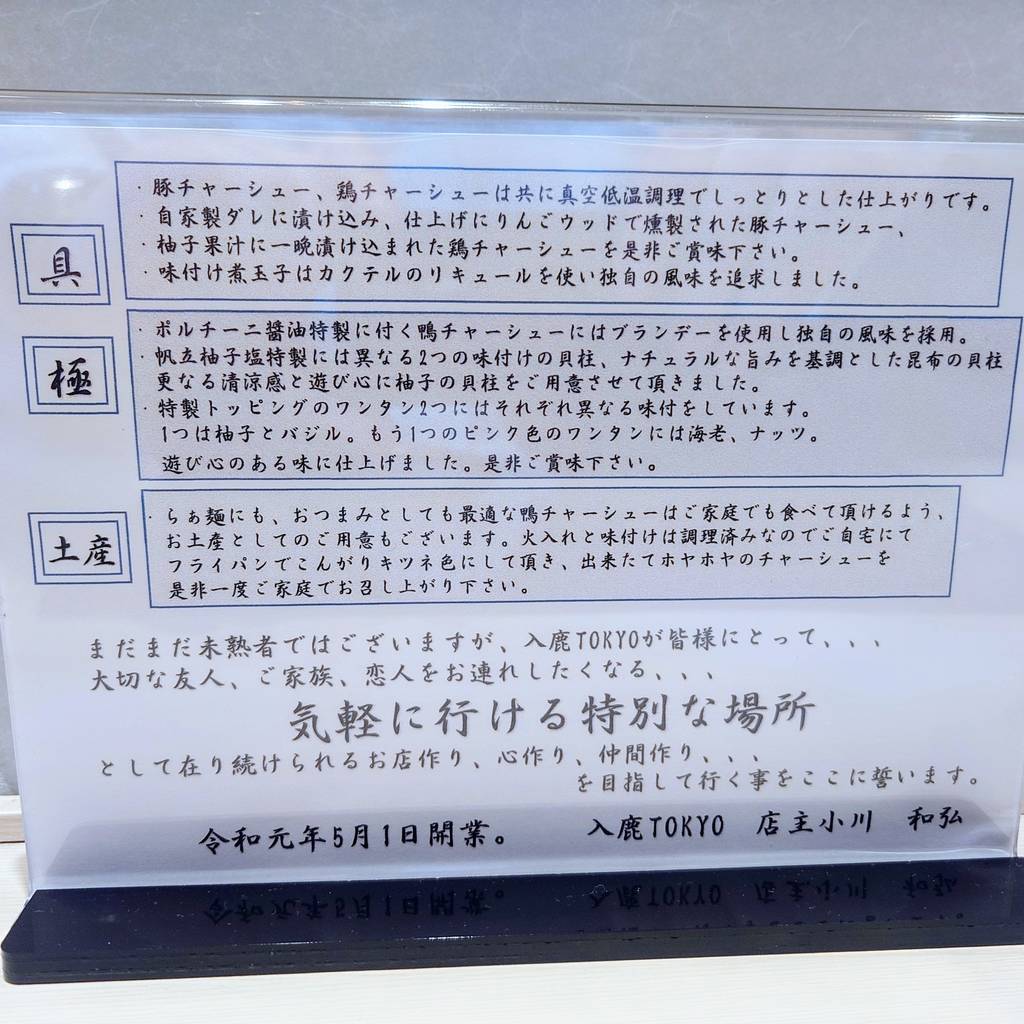 具
・豚チャーシュー、鶏チャーシューは共に真空低温調理でしっとりとした仕上がりです。
・自家製ダレに漬け込み、仕上げにりんごウッドで燻製された豚チャーシュー、
・柚子果汁に一晩漬け込まれた鶏チャーシューを是非ご賞味下さい。
・味付け煮玉子はカクテルのリキュールを使い独自の風味を追求しました。
極
・ポルチーニ醤油特製に付く鴨チャーシューにはブランデーを使用し独自の風味を採用。
・帆立柚子塩特製には異なる2つの味付けの貝柱、ナチュラルな旨みを基調とした昆布の貝柱
更なる清涼感と遊び心に柚子の貝柱をご用意させて頂きました。
・特製トッピングのワンタン2つにはそれぞれ異なる味付をしています。
1つは柚子とバジル。もう1つのピンク色のワンタンには海老、ナッツ。
遊び心のある味に仕上げました。是非ご賞味下さい。
土産
・らぁ麺にも、おつまみとしても最適な鴨チャーシューはご家庭でも食べて頂けるよう、
お土産としてのご用意もございます。火入れと味付けは調理済みなのでご自宅にて
フライパンでこんがりキツネ色にして頂き、出来たてホヤホヤのチャーシューを
是非一度ご家庭でお召し上がり下さい。
まだまだ未熟者ではございますが、入鹿TOKYOが皆様にとって、、、
大切な友人、ご家族、恋人をお連れしたくなる、、、
気軽に行ける特別な場所
として在り続けられるお店作り、心作り、仲間作り、、、
を目指して行く事をここに誓います。
令和元年5月1日開業。 入鹿TOKYO 店主小川 和弘